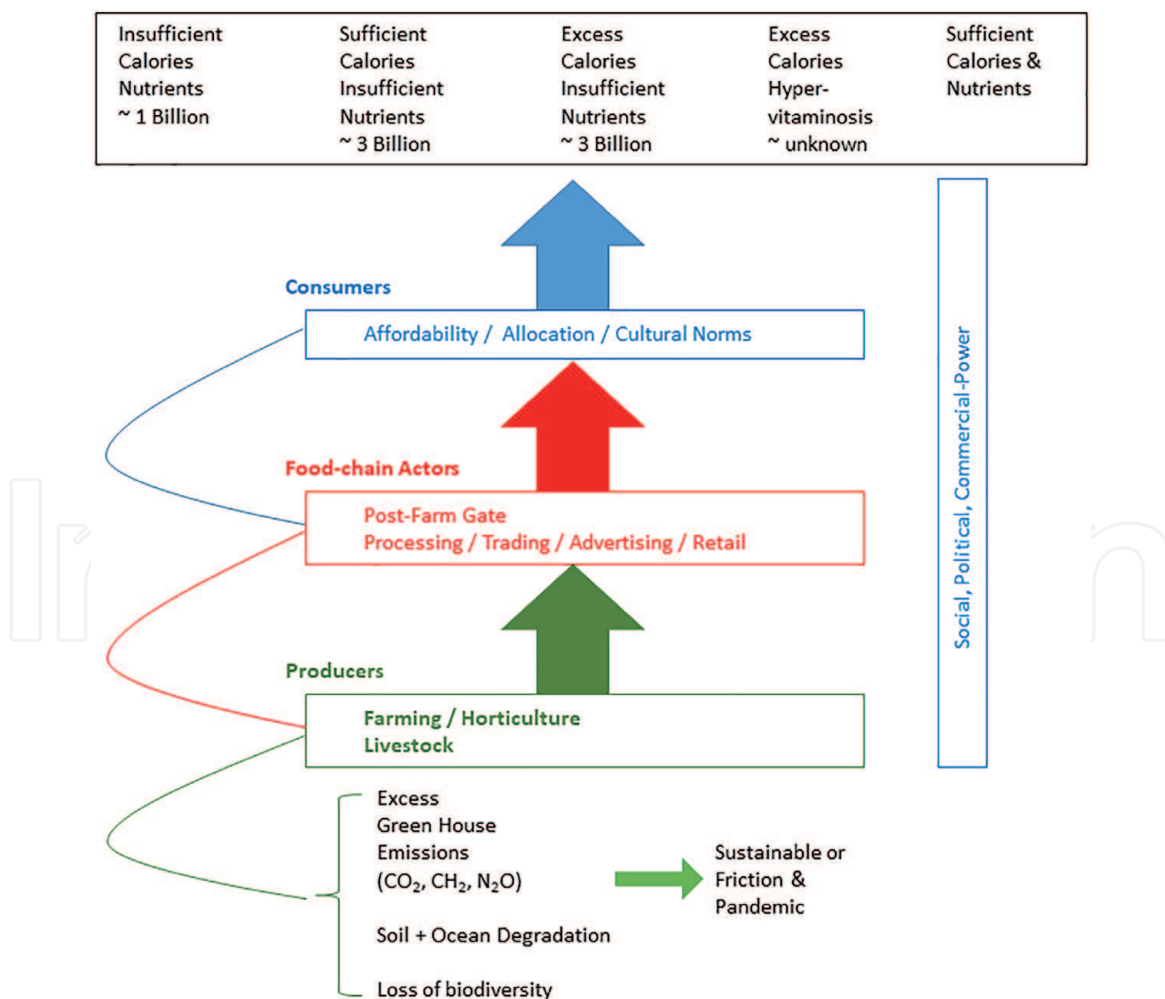 Insufficient
Calories
Nutrients
~ 1 Billion
Sufficient
Calories
Insufficient
Nutrients
~ 3 Billion
Excess
Calories
Insufficient
Nutrients
~ 3 Billion
Excess
Calories
Hyper-
vitaminosis
~ unknown
Sufficient
Calories &
Nutrients
Consumers
Affordability / Allocation / Cultural Norms
Food-chain Actors
Post-Farm Gate
Processing / Trading / Advertising / Retail
Producers
Farming / Horticulture
Livestock
Social, Political, Commercial-Power
Excess
Green House
Emissions
(CO₂, CH₂, N₂O)
Soil + Ocean Degradation
Loss of biodiversity
Sustainable or
Friction &
Pandemic